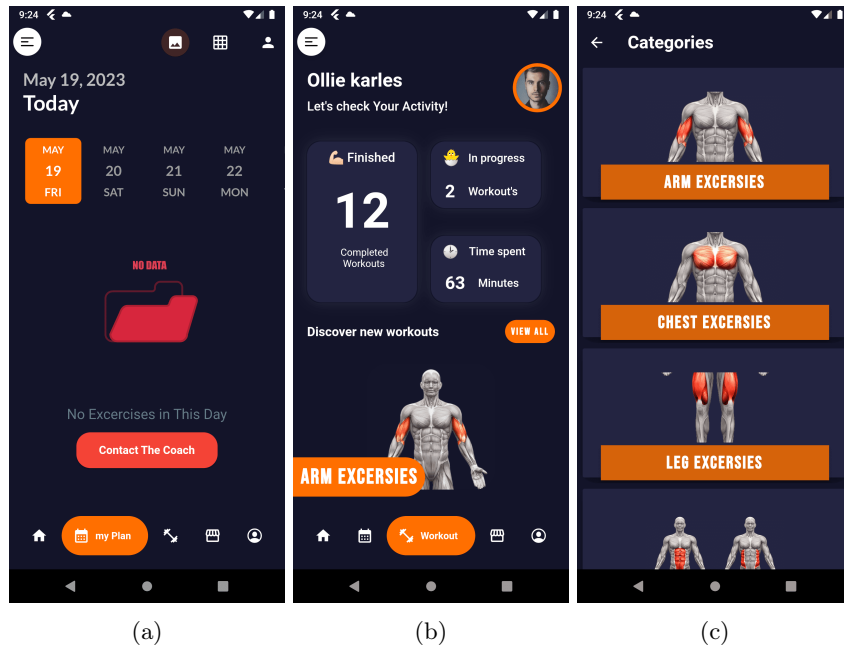 9:24
May 19, 2023
Today
MAY MAY MAY MAY
19 20 21 22
FRI SAT SUN MON
NO DATA
No Excercises in This Day
Contact The Coach
my Plan
(a)
9:24
Ollie karles
Let's check Your Activity!
Finished
12
Completed
Workouts
In progress
2 Workout's
Time spent
63 Minutes
Discover new workouts
VIEW ALL
ARM EXCERSIES
Workout
(b)
9:24
Categories
ARM EXCERSIES
CHEST EXCERSIES
LEG EXCERSIES
(c)